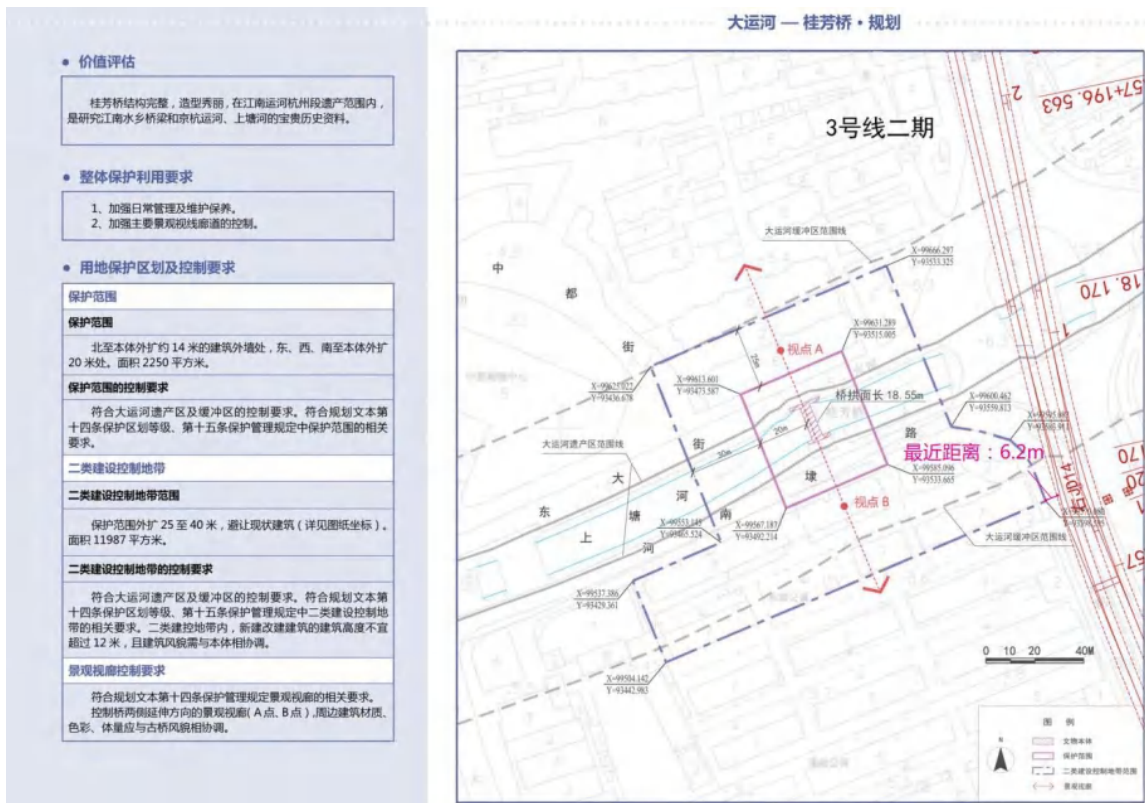 大运河 — 桂芳桥 · 规划
● 价值评估
桂芳桥结构完整，造型秀丽，在江南运河杭州段遗产范围内，
是研究江南水乡桥梁和京杭运河、上塘河的宝贵历史资料。
● 整体保护利用要求
1、加强日常管理及维护保养。
2、加强主要景观视线廊道的控制。
● 用地保护区划及控制要求
保护范围
保护范围
北至本体外扩约 14 米的建筑外墙处，东、西、南至本体外扩
20 米处。面积 2250 平方米。
保护范围的控制要求
符合大运河遗产区及缓冲区的控制要求。符合规划文本第
十四条保护区划等级、第十五条保护管理规定中保护范围的相关
要求。
二类建设控制地带
二类建设控制地带范围
保护范围外扩 25 至 40 米，避让现状建筑（详见图纸坐标）。
面积 11987 平方米。
二类建设控制地带的控制要求
符合大运河遗产区及缓冲区的控制要求。符合规划文本第
十四条保护区划等级、第十五条保护管理规定中二类建设控制地
带的相关要求。二类建控地带内，新建改建建筑的建筑高度不宜
超过 12 米，且建筑风貌需与本体相协调。
景观视廊控制要求
符合规划文本第十四条保护管理规定景观视廊的相关要求。
控制桥两侧延伸方向的景观视廊（A 点、B 点），周边建筑材质、
色彩、体量应与古桥风貌相协调。
3号线二期
57+196.563
2
大运河缓冲区范围线
X=99666.297
Y=93533.325
中
都
街
18.170
1
X=99631.289
Y=93515.005
视点 A
25m
X=99625.022
Y=93436.678
X=99613.601
Y=93473.587
桥拱面长 18.55m
桂芳桥
X=99600.462
Y=93559.813
大运河遗产区范围线
20m
30m
街
路
最近距离：6.2m
大
河
埭
X=99585.096
Y=93533.665
东
塘
南
上
河
X=99553.145
Y=93465.524
X=99567.187
Y=93492.214
视点 B
大运河缓冲区范围线
X=99537.386
Y=93429.361
X=99504.142
Y=93442.983
0 10 20 40M
图 例
N
文物本体
保护范围
二类建设控制地带范围
景观视廊